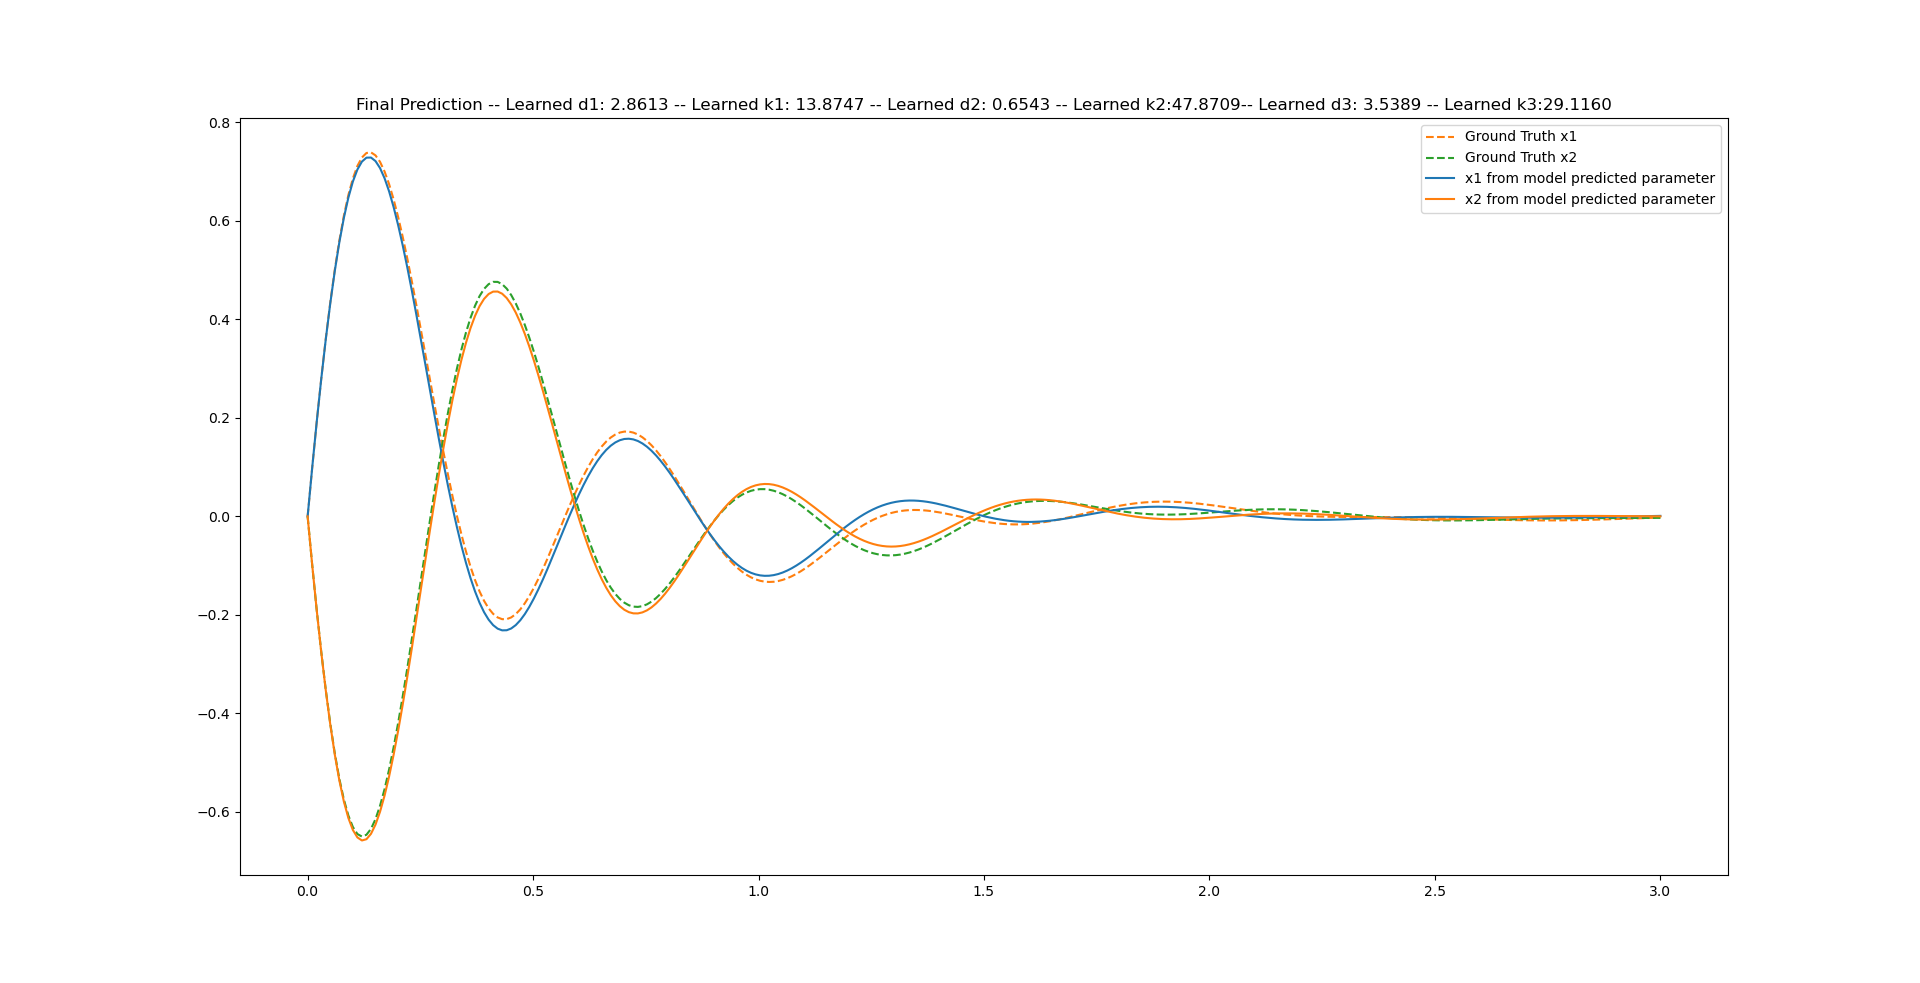 Final Prediction -- Learned d1: 2.8613 -- Learned k1: 13.8747 -- Learned d2: 0.6543 -- Learned k2:47.8709-- Learned d3: 3.5389 -- Learned k3:29.1160
Ground Truth x1
Ground Truth x2
x1 from model predicted parameter
x2 from model predicted parameter
0.8
0.6
0.4
0.2
0.0
−0.2
−0.4
−0.6
0.0 0.5 1.0 1.5 2.0 2.5 3.0